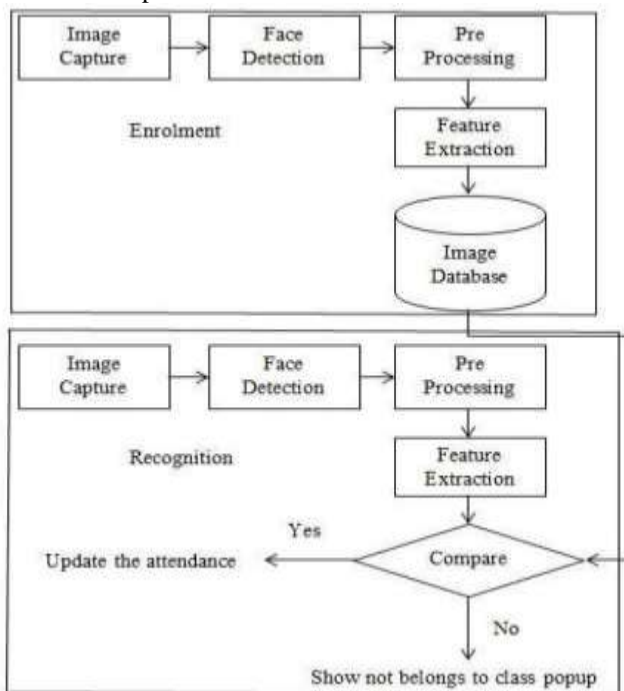 Image
Capture
Face
Detection
Pre
Processing
Enrolment
Feature
Extraction
Image
Database
Image
Capture
Face
Detection
Pre
Processing
Recognition
Feature
Extraction
Yes
Update the attendance
Compare
No
Show not belongs to class popup